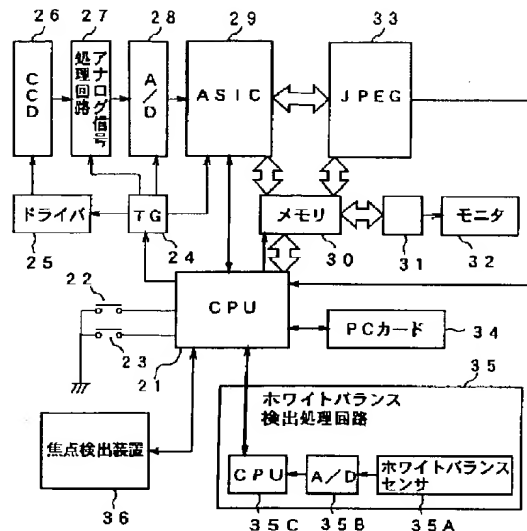 26
27
28
29
33
CCD
アナログ信号
処理回路
A/D
ASIC
JPEG
ドライバ
TG
メモリ
モニタ
25
24
30
31
32
22
CPU
23
PCカード
21
34
35
ホワイトバランス
検出処理回路
焦点検出装置
CPU
A/D
ホワイトバランス
センサ
36
35C
35B
35A